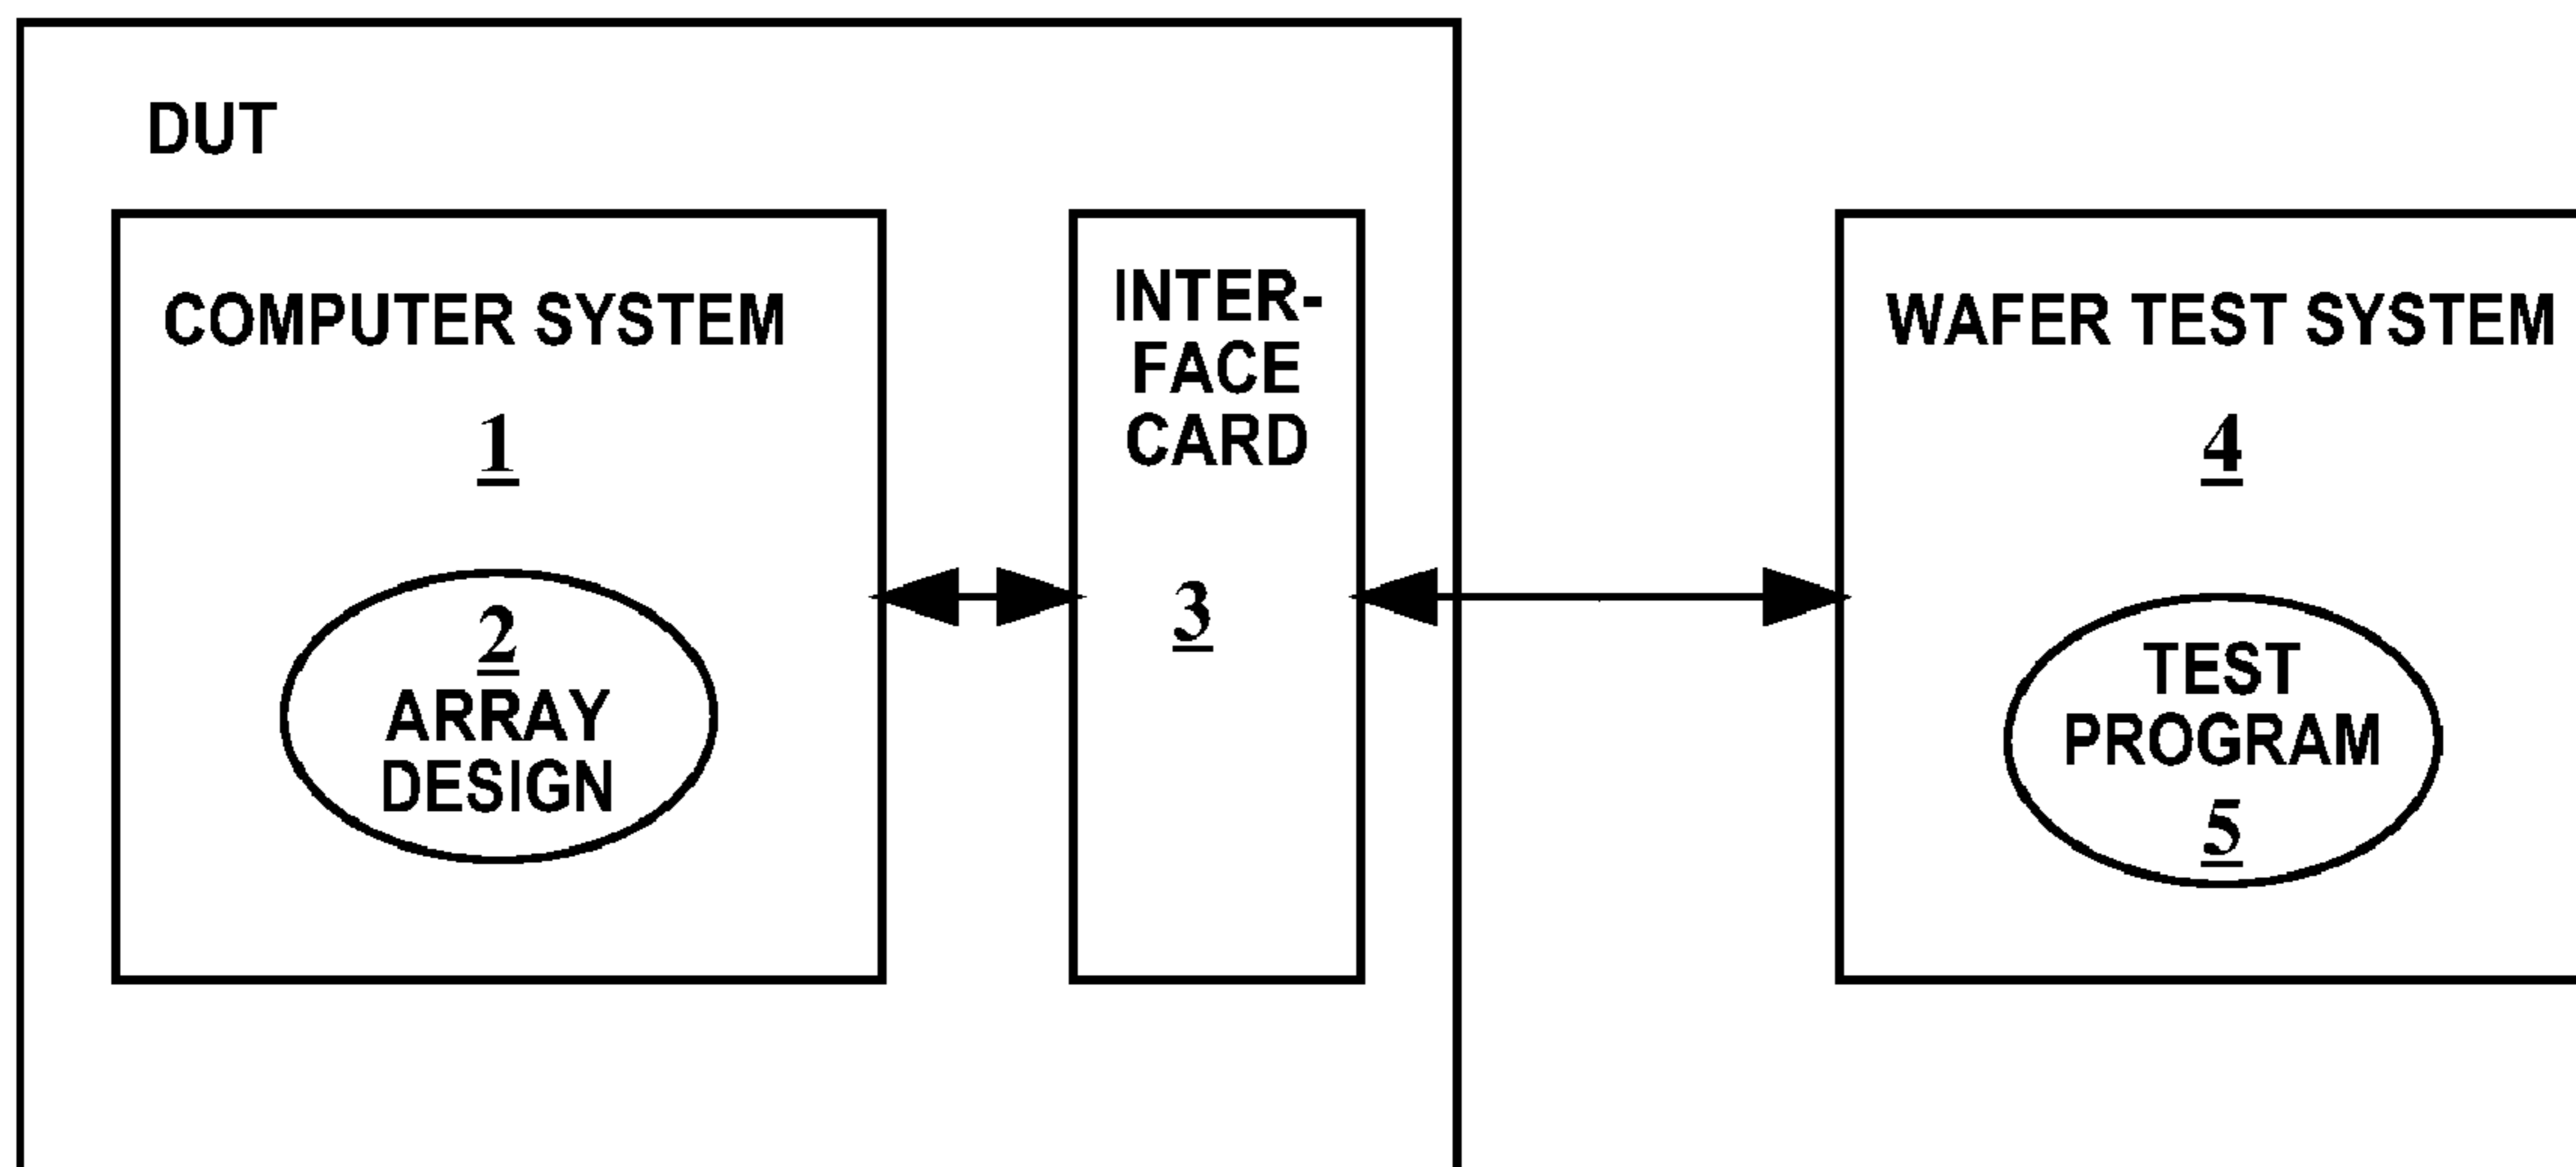 DUT
COMPUTER SYSTEM
1
2
ARRAY
DESIGN
INTER-
FACE
CARD
3
WAFER TEST SYSTEM
4
TEST
PROGRAM
5